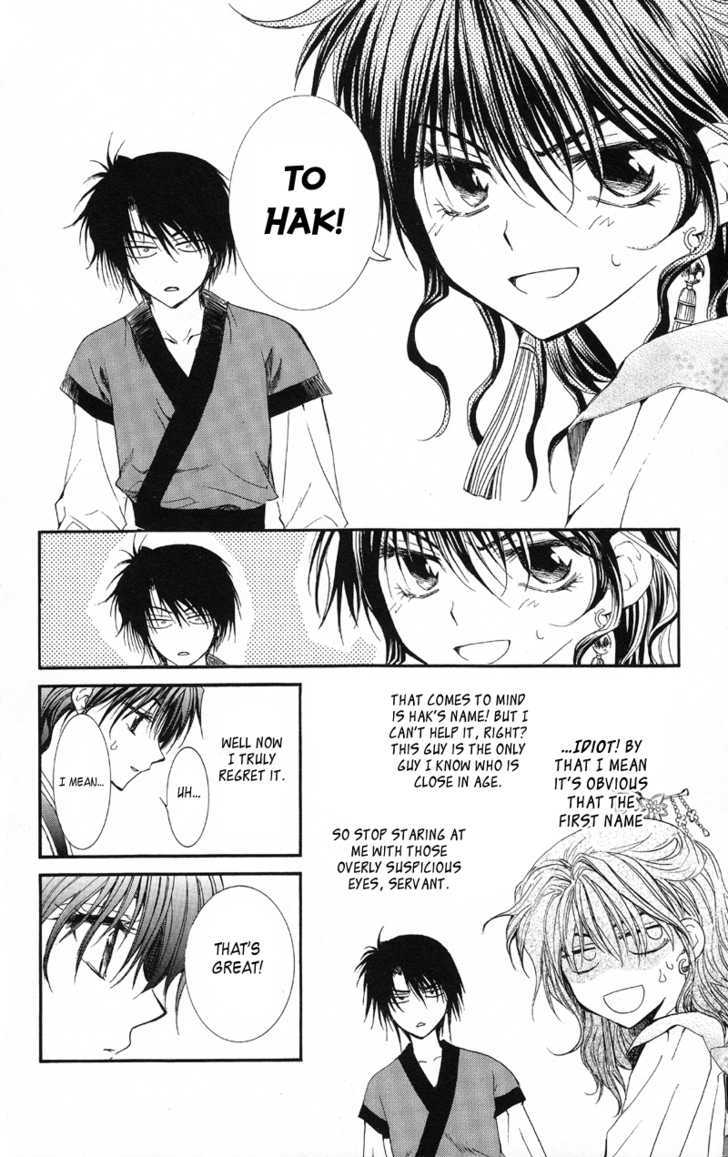 TO
HAK!
...IDIOT! BY
THAT I MEAN
IT'S OBVIOUS
THAT THE
FIRST NAME
THAT COMES TO MIND
IS HAK'S NAME! BUT I
CAN'T HELP IT, RIGHT?
THIS GUY IS THE ONLY
GUY I KNOW WHO IS
CLOSE IN AGE.
SO STOP STARING AT
ME WITH THOSE
OVERLY SUSPICIOUS
EYES, SERVANT.
WELL NOW
I TRULY
REGRET IT.
UH...
I MEAN...
THAT'S
GREAT!